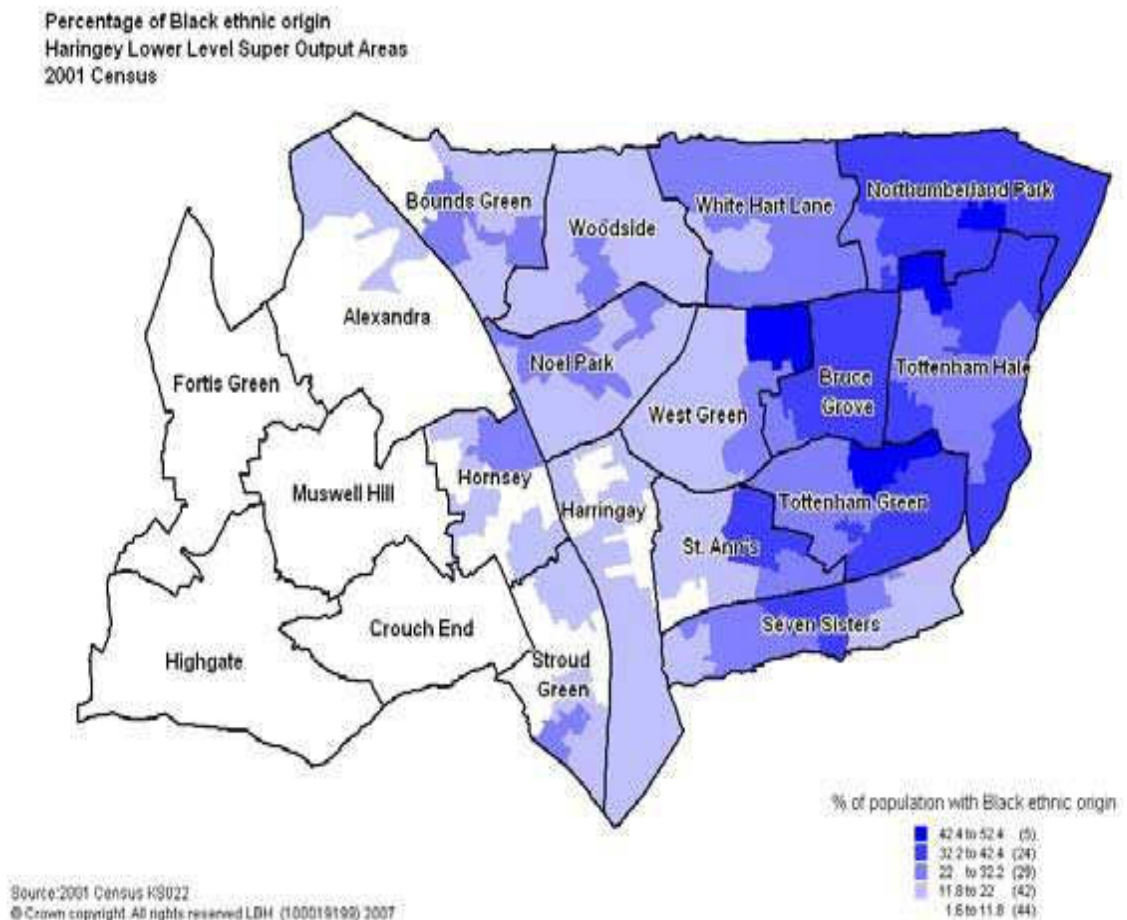 Percentage of Black ethnic origin
Haringey Lower Level Super Output Areas
2001 Census
Bounds Green
Woodside
White Hart Lane
Northumberland Park
Alexandra
Noel Park
Fortis Green
West Green
Bruce
Grove
Tottenham Hale
Muswell Hill
Hornsey
Harringay
Tottenham Green
St. Ann's
Crouch End
Highgate
Stroud
Green
Seven Sisters
% of population with Black ethnic origin
42.4 to 52.4 (5)
32.2 to 42.4 (24)
22 to 32.2 (29)
11.8 to 22 (42)
1.6 to 11.8 (44)
Source:2001 Census KS022
© Crown copyright. All rights reserved LBH (100019199) 2007